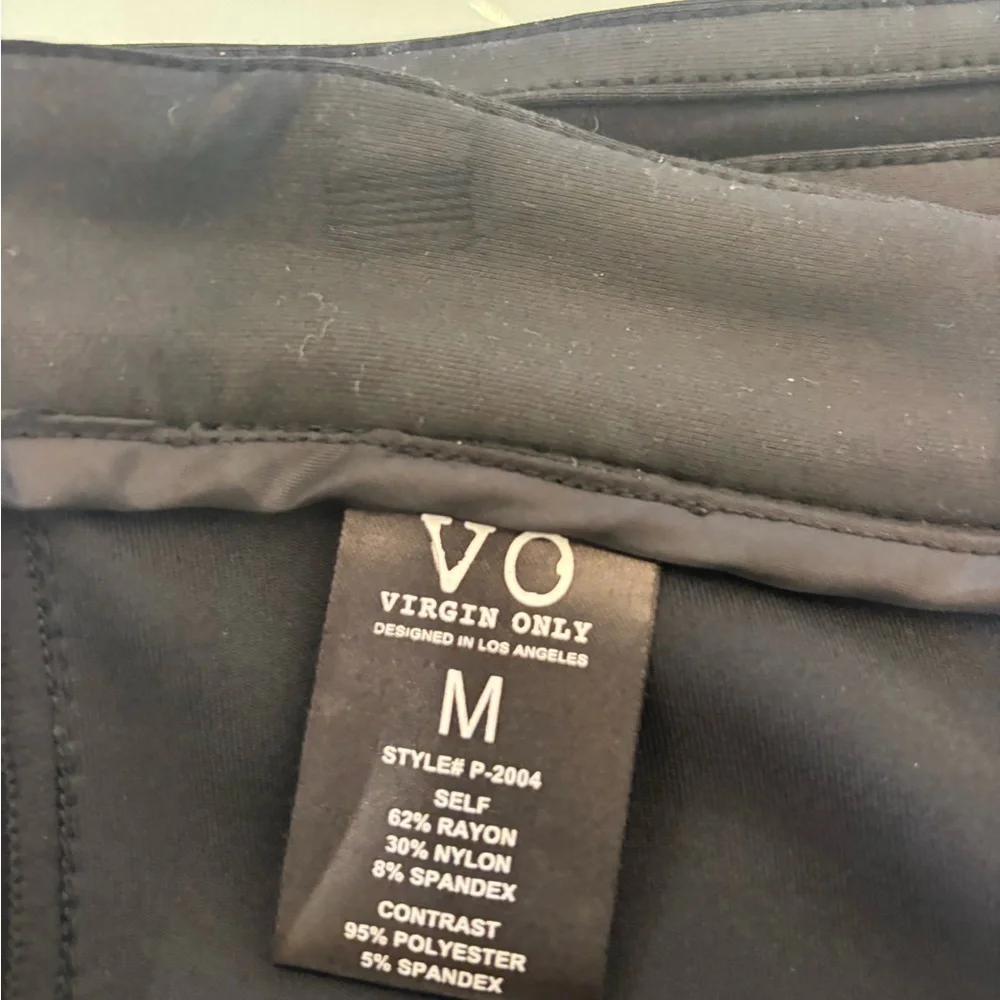 VO
VIRGIN ONLY
DESIGNED IN LOS ANGELES
M
STYLE# P-2004
SELF
62% RAYON
30% NYLON
8% SPANDEX
CONTRAST
95% POLYESTER
5% SPANDEX